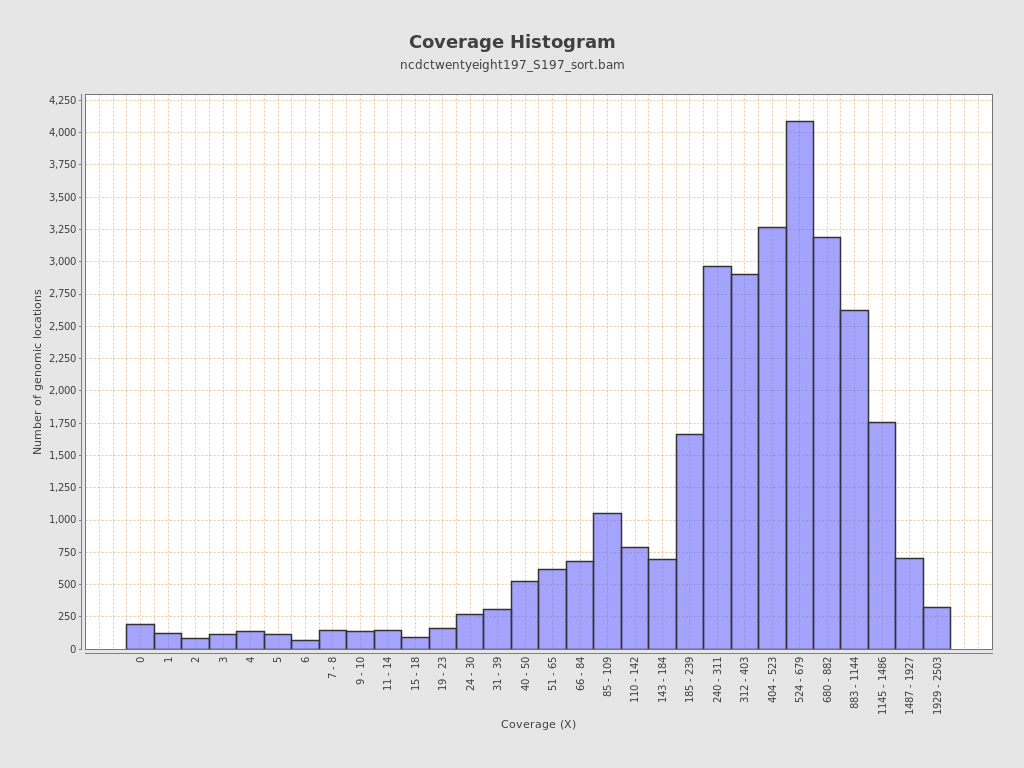 Coverage Histogram
ncdctwentyeight197_S197_sort.bam
Number of genomic locations
4,250
4,000
3,750
3,500
3,250
3,000
2,750
2,500
2,250
2,000
1,750
1,500
1,250
1,000
750
500
250
0
0
1
2
3
4
5
6
7 - 8
9 - 10
11 - 14
15 - 18
19 - 23
24 - 30
31 - 39
40 - 50
51 - 65
66 - 84
85 - 109
110 - 142
143 - 184
185 - 239
240 - 311
312 - 403
404 - 523
524 - 679
680 - 882
883 - 1144
1145 - 1486
1487 - 1927
1929 - 2503
Coverage (X)